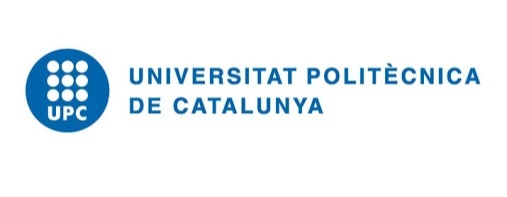 UPC
UNIVERSITAT POLITÈCNICA
DE CATALUNYA